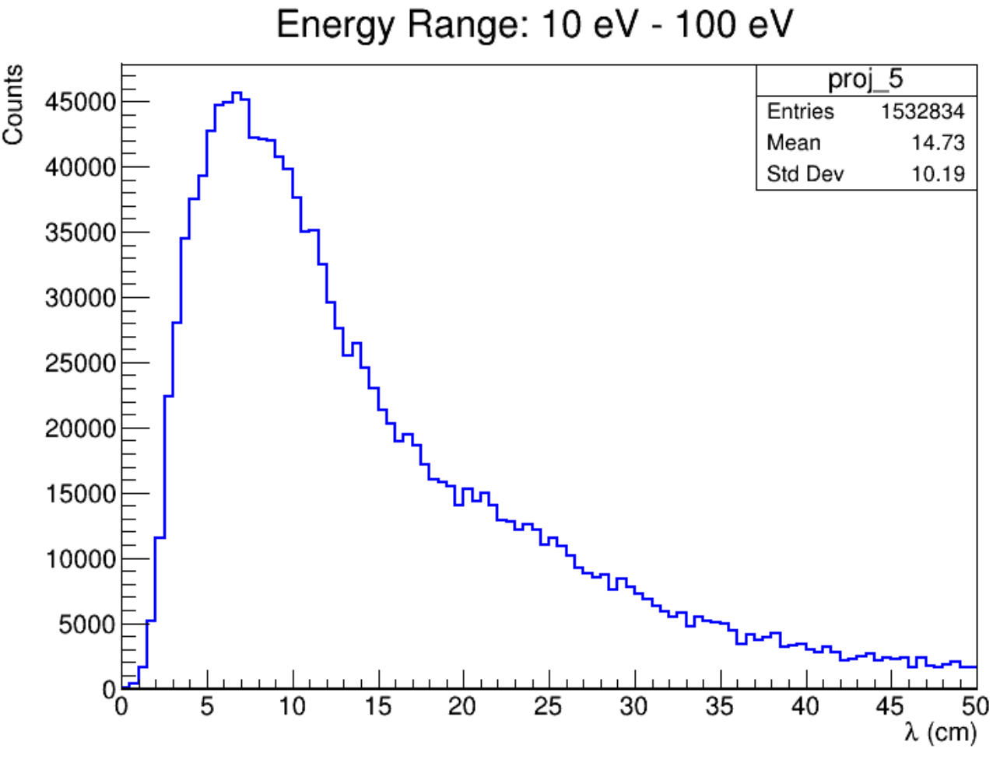 Energy Range: 10 eV - 100 eV
Counts
proj_5
Entries 1532834
Mean 14.73
Std Dev 10.19
45000
40000
35000
30000
25000
20000
15000
10000
5000
0
0 5 10 15 20 25 30 35 40 45 50
λ (cm)